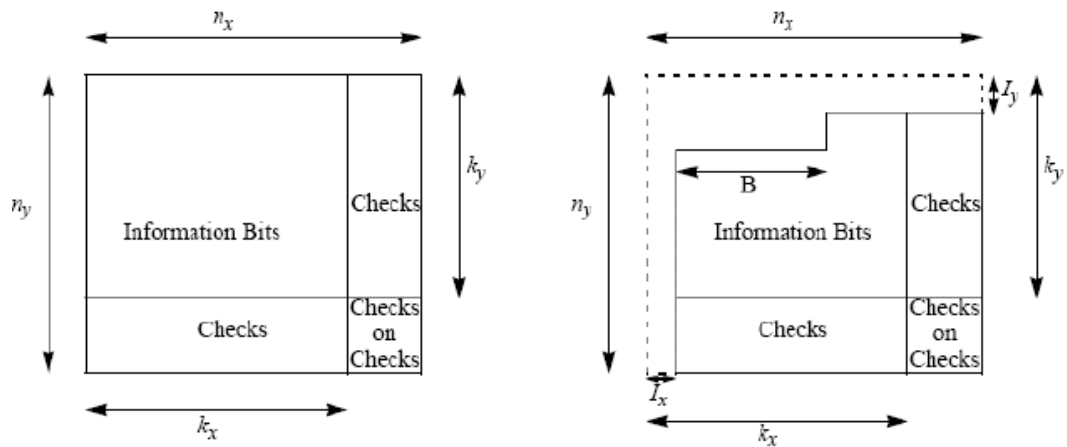 n_x
n_y
k_y
Checks
Information Bits
Checks
Checks
on
Checks
k_x
n_x
I_y
n_y
k_y
B
Checks
Information Bits
Checks
Checks
on
Checks
I_x
k_x